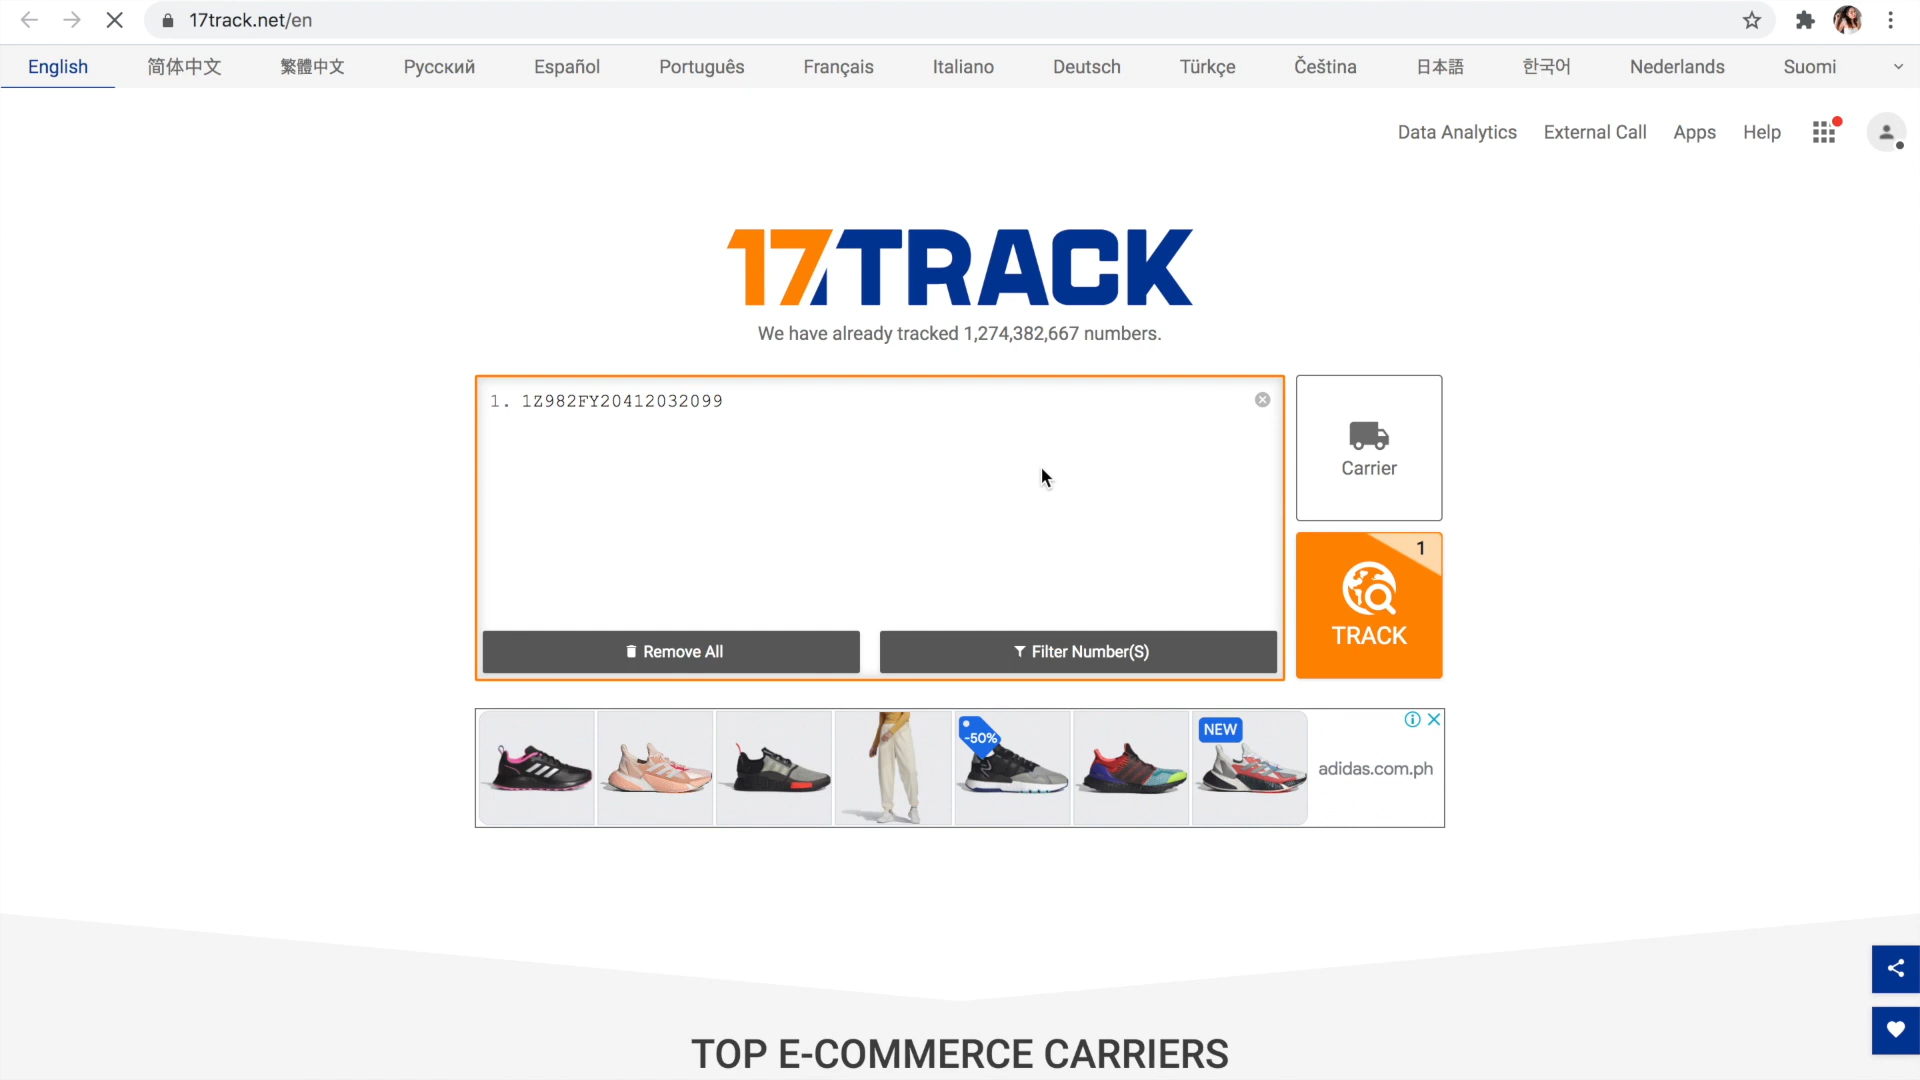 17track.net/en
English 简体中文 繁體中文 Русский Español Português Français Italiano Deutsch Türkçe Čeština 日本語 한국어 Nederlands Suomi
Data Analytics External Call Apps Help
17TRACK
We have already tracked 1,274,382,667 numbers.
1. 1Z982FY20412032099
Carrier
1
TRACK
Remove All Filter Number(S)
-50%
NEW
adidas.com.ph
TOP E-COMMERCE CARRIERS